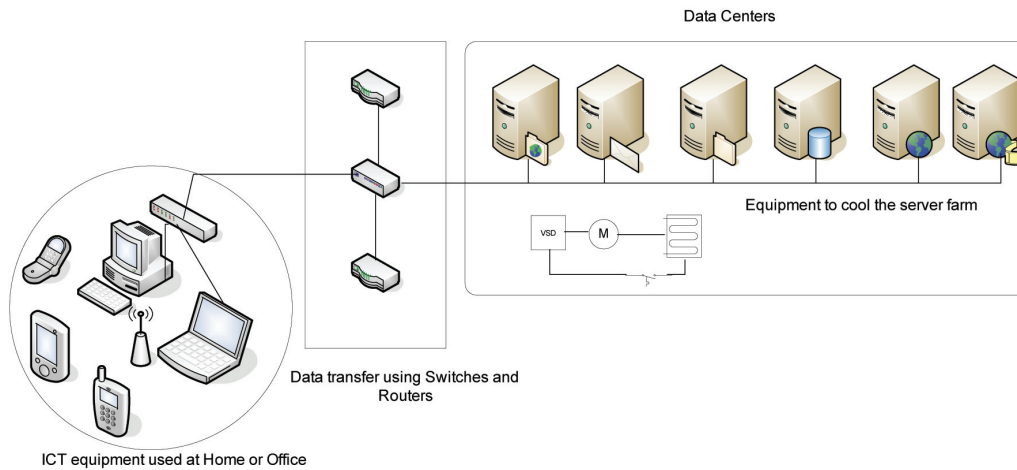 Data Centers
Equipment to cool the server farm
VSD
M
Data transfer using Switches and
Routers
ICT equipment used at Home or Office